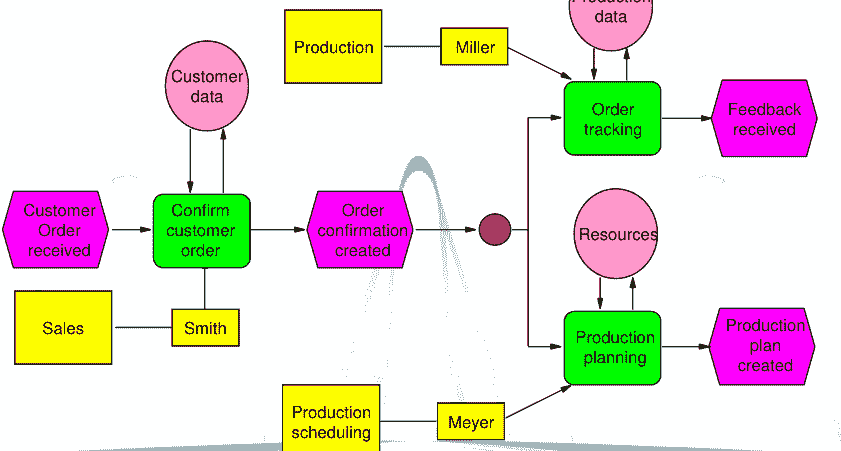 Production
data
Production
Miller
Customer
data
Order
tracking
Feedback
received
Customer
Order
received
Confirm
customer
order
Order
confirmation
created
Resources
Sales
Smith
Production
planning
Production
plan
created
Production
scheduling
Meyer